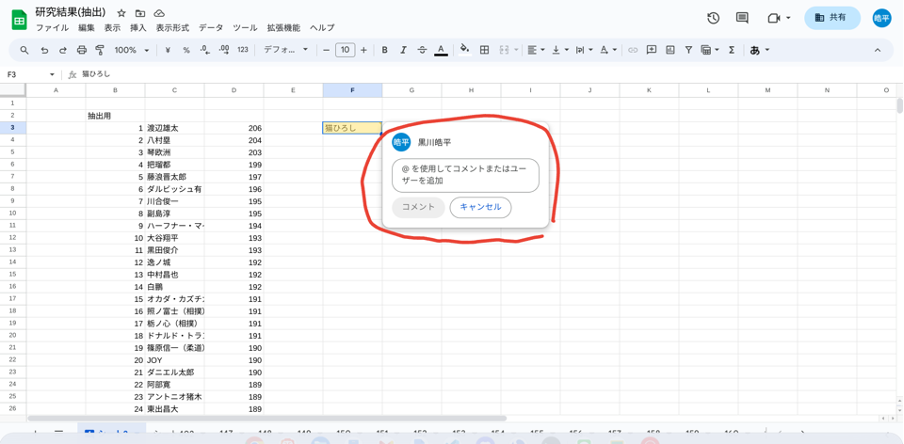 研究結果(抽出)
ファイル 編集 表示 挿入 表示形式 データ ツール 拡張機能 ヘルプ
共有
皓平
100% ¥ % .0 .00 123 デフォ... 10 B I S A Σ あ
F3 fx 猫ひろし
A B C D E F G H I J K L M N O
1
2 抽出用
3 1 渡辺雄太 206 猫ひろし
4 2 八村塁 204
5 3 琴欧洲 203
6 4 把瑠都 199
7 5 藤浪晋太郎 197
8 6 ダルビッシュ有 196
9 7 川合俊一 195
10 8 副島淳 195
11 9 ハーフナー・マ 194
12 10 大谷翔平 193
13 11 黒田俊介 193
14 12 逸ノ城 192
15 13 中村昌也 192
16 14 白鵬 192
17 15 オカダ・カズチ 191
18 16 照ノ富士（相撲） 191
19 17 栃ノ心（相撲） 191
20 18 ドナルド・トラン 191
21 19 篠原信一（柔道） 190
22 20 JOY 190
23 21 ダニエル太郎 190
24 22 阿部寛 189
25 23 アントニオ猪木 189
26 24 東出昌大 189
皓平 黒川皓平
@ を使用してコメントまたはユー
ザーを追加
コメント キャンセル